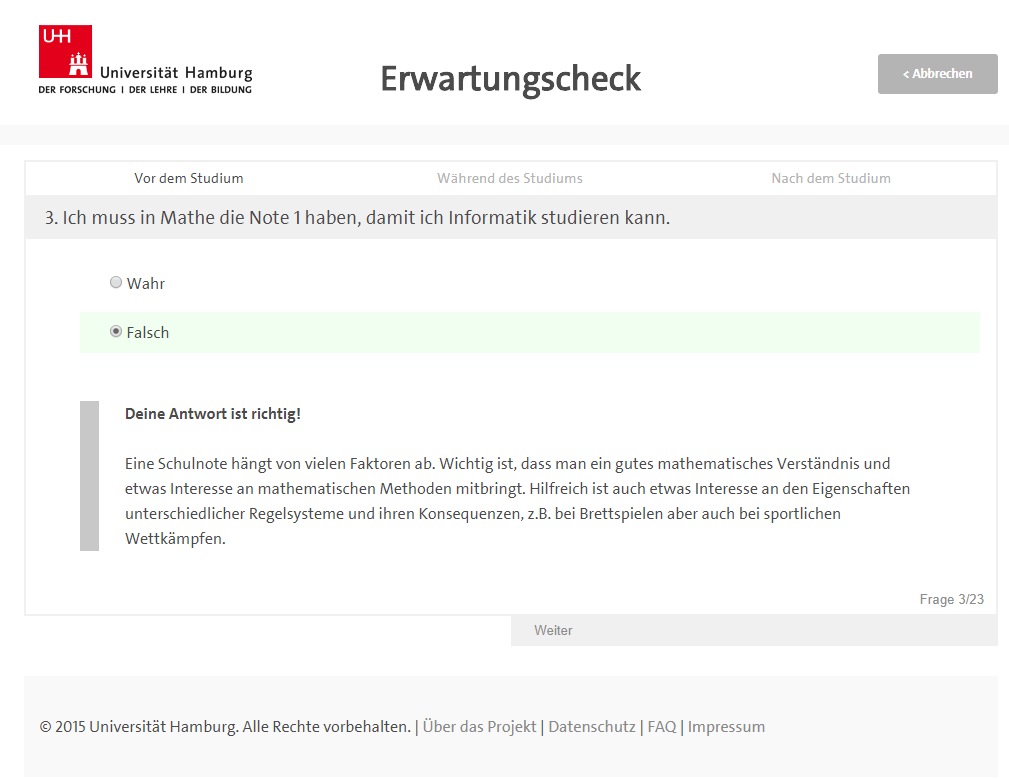 UHH
Universität Hamburg
DER FORSCHUNG | DER LEHRE | DER BILDUNG
Erwartungscheck
< Abbrechen
Vor dem Studium
Während des Studiums
Nach dem Studium
3. Ich muss in Mathe die Note 1 haben, damit ich Informatik studieren kann.
Wahr
Falsch
Deine Antwort ist richtig!
Eine Schulnote hängt von vielen Faktoren ab. Wichtig ist, dass man ein gutes mathematisches Verständnis und
etwas Interesse an mathematischen Methoden mitbringt. Hilfreich ist auch etwas Interesse an den Eigenschaften
unterschiedlicher Regelsysteme und ihren Konsequenzen, z.B. bei Brettspielen aber auch bei sportlichen
Wettkämpfen.
Frage 3/23
Weiter
© 2015 Universität Hamburg. Alle Rechte vorbehalten. | Über das Projekt | Datenschutz | FAQ | Impressum